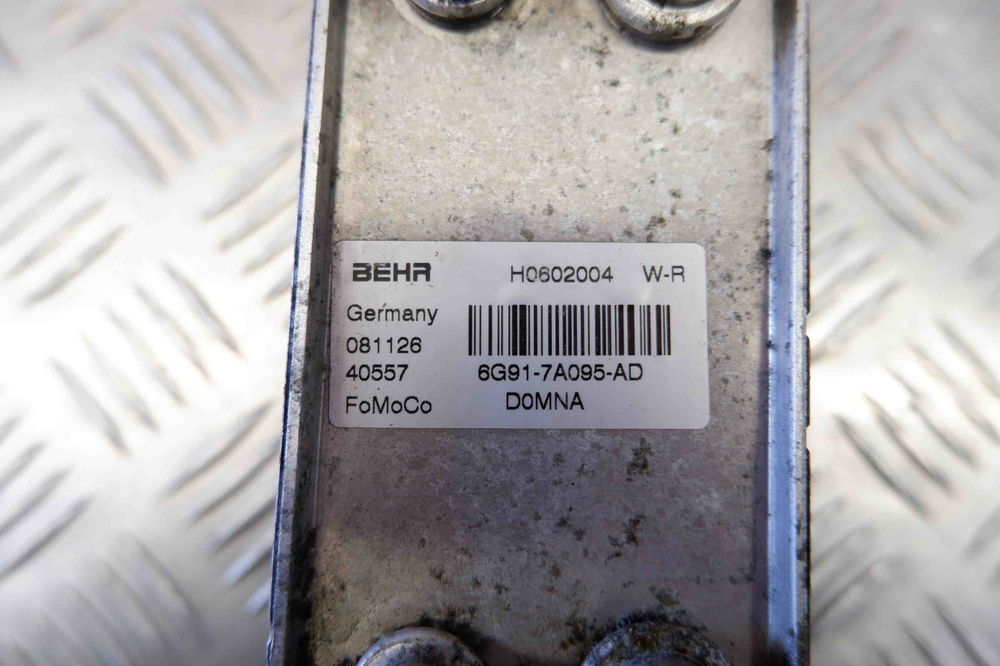 BEHR H0602004 W-R
Germany
081126
40557 6G91-7A095-AD
FoMoCo D0MNA